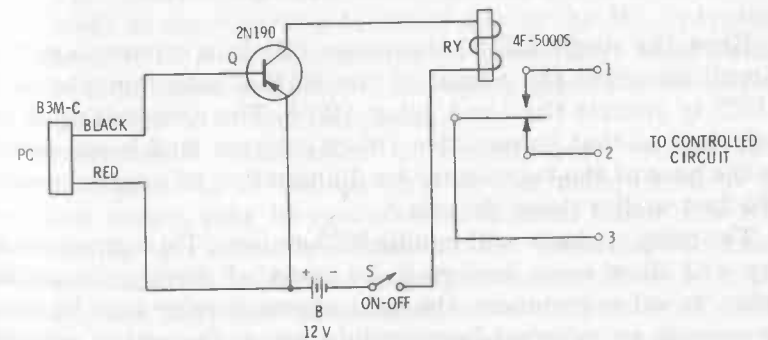 2N190
Q
RY
4F-5000S
1
B3M-C
BLACK
PC
RED
2
TO CONTROLLED
CIRCUIT
3
+ -
S
B
ON-OFF
12 V